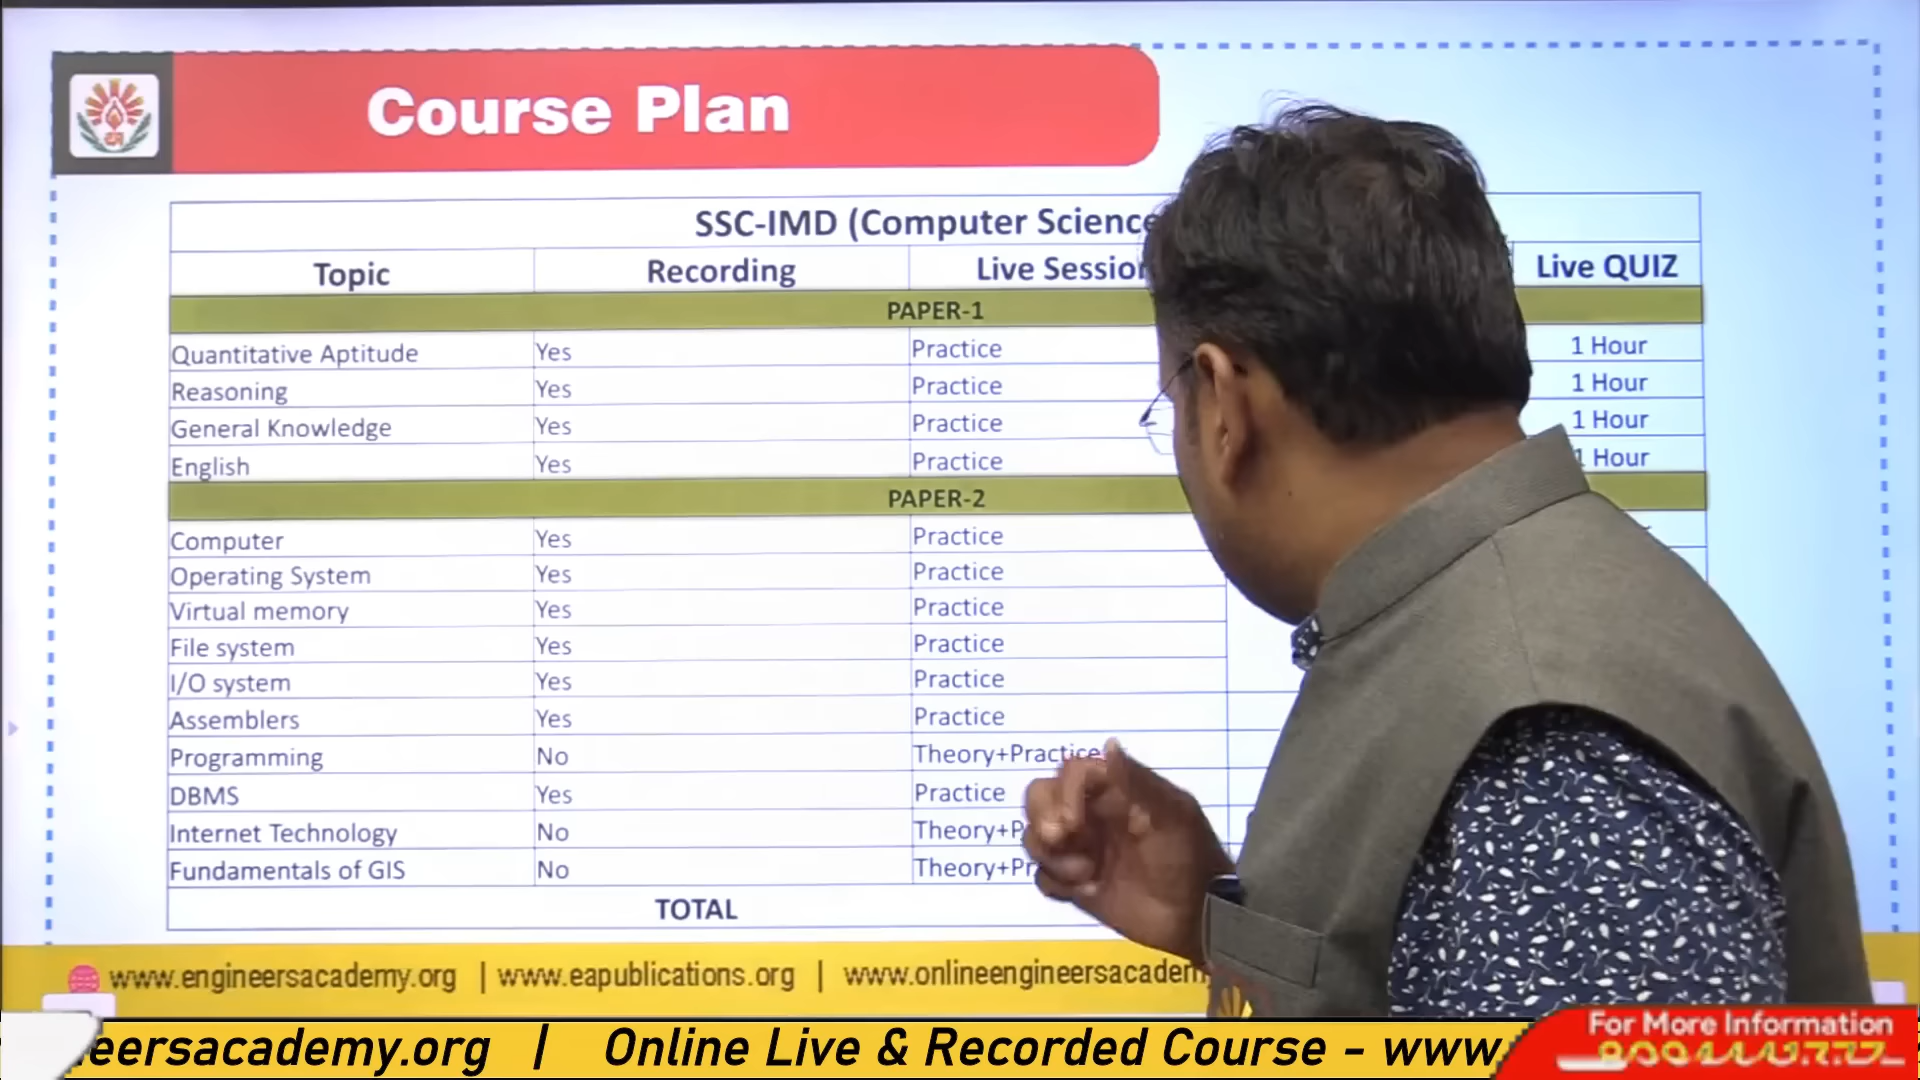 Course Plan
SSC-IMD (Computer Science
Topic Recording Live Session Live QUIZ
PAPER-1
Quantitative Aptitude Yes Practice 1 Hour
Reasoning Yes Practice 1 Hour
General Knowledge Yes Practice 1 Hour
English Yes Practice 1 Hour
PAPER-2
Computer Yes Practice
Operating System Yes Practice
Virtual memory Yes Practice
File system Yes Practice
I/O system Yes Practice
Assemblers Yes Practice
Programming No Theory+Practice
DBMS Yes Practice
Internet Technology No Theory+P
Fundamentals of GIS No Theory+Pr
TOTAL
www.engineersacademy.org | www.eapublications.org | www.onlineengineersacadem
eersacademy.org | Online Live & Recorded Course - www.
For More Information